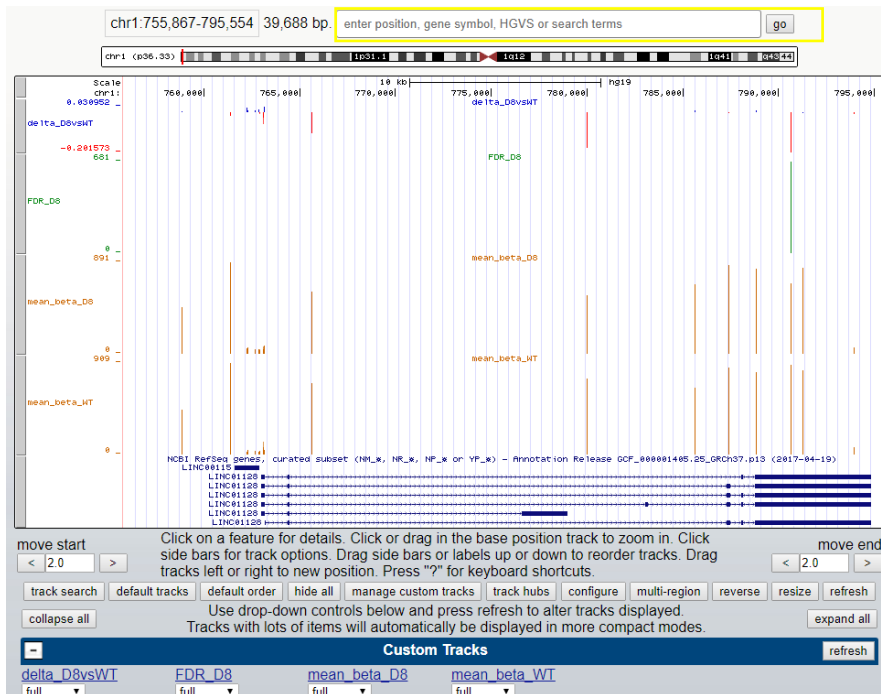 chr1:755,867-795,554 39,688 bp. enter position, gene symbol, HGVS or search terms go
chr1 (p36.33) 1p31.1 1q12 1q41 q43 44
Scale 10 kb hg19
chr1: 760,000 765,000 770,000 775,000 780,000 785,000 790,000 795,000
0.030952 _ delta_D8vsWT
delta_D8vsWT
-0.201573 _
681 _ FDR_D8
FDR_D8
0 _
891 _ mean_beta_D8
mean_beta_D8
0 _
909 _ mean_beta_WT
mean_beta_WT
0 _
NCBI RefSeq genes, curated subset (NM_*, NR_*, NP_* or YP_*) - Annotation Release GCF_000001405.25_GRCh37.p13 (2017-04-19)
LINC00115
LINC01128
LINC01128
LINC01128
LINC01128
LINC01128
LINC01128
move start Click on a feature for details. Click or drag in the base position track to zoom in. Click move end
< 2.0 > side bars for track options. Drag side bars or labels up or down to reorder tracks. Drag < 2.0 >
tracks left or right to new position. Press "?" for keyboard shortcuts.
track search default tracks default order hide all manage custom tracks track hubs configure multi-region reverse resize refresh
collapse all Use drop-down controls below and press refresh to alter tracks displayed. expand all
Tracks with lots of items will automatically be displayed in more compact modes.
- Custom Tracks refresh
delta_D8vsWT FDR_D8 mean_beta_D8 mean_beta_WT
full full full full